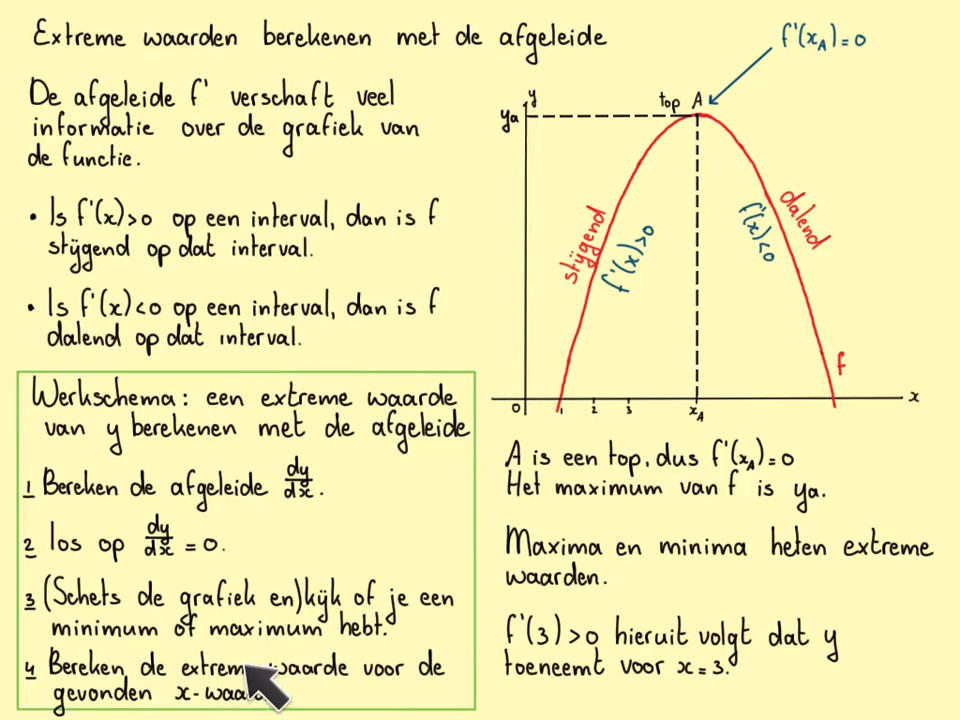 Extreme waarden berekenen met de afgeleide
De afgeleide f' verschaft veel
informatie over de grafiek van
de functie.
• Is f'(x)>0 op een interval, dan is f
stijgend op dat interval.
• Is f'(x)<0 op een interval, dan is f
dalend op dat interval.
Werkschema: een extreme waarde
van y berekenen met de afgeleide
1 Bereken de afgeleide dy/dx.
2 los op dy/dx = 0.
3 (Schets de grafiek en) kijk of je een
minimum of maximum hebt.
4 Bereken de extreme waarde voor de
gevonden x-
f'(xA)=0
y
top A
ya
stijgend
f'(x)>0
dalend
f'(x)<0
f
0 1 2 3 xA x
A is een top, dus f'(xA)=0
Het maximum van f is ya.
Maxima en minima heten extreme
waarden.
f'(3)>0 hieruit volgt dat y
toeneemt voor x=3.